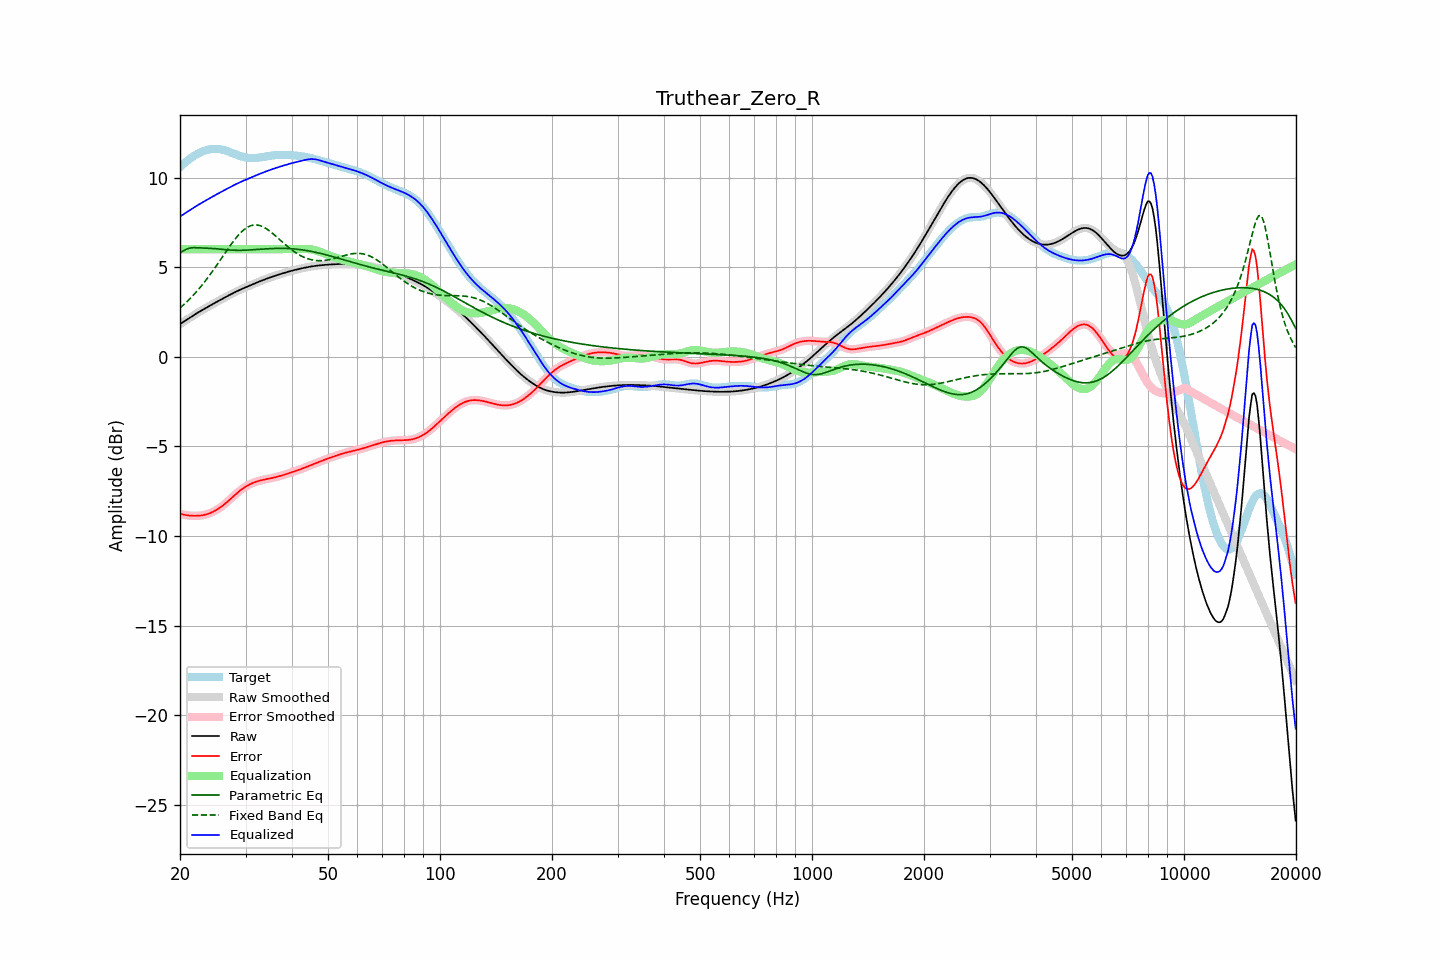 Truthear_Zero_R
Amplitude (dBr)
10
5
0
−5
−10
−15
−20
−25
Target
Raw Smoothed
Error Smoothed
Raw
Error
Equalization
Parametric Eq
Fixed Band Eq
Equalized
20 50 100 200 500 1000 2000 5000 10000 20000
Frequency (Hz)